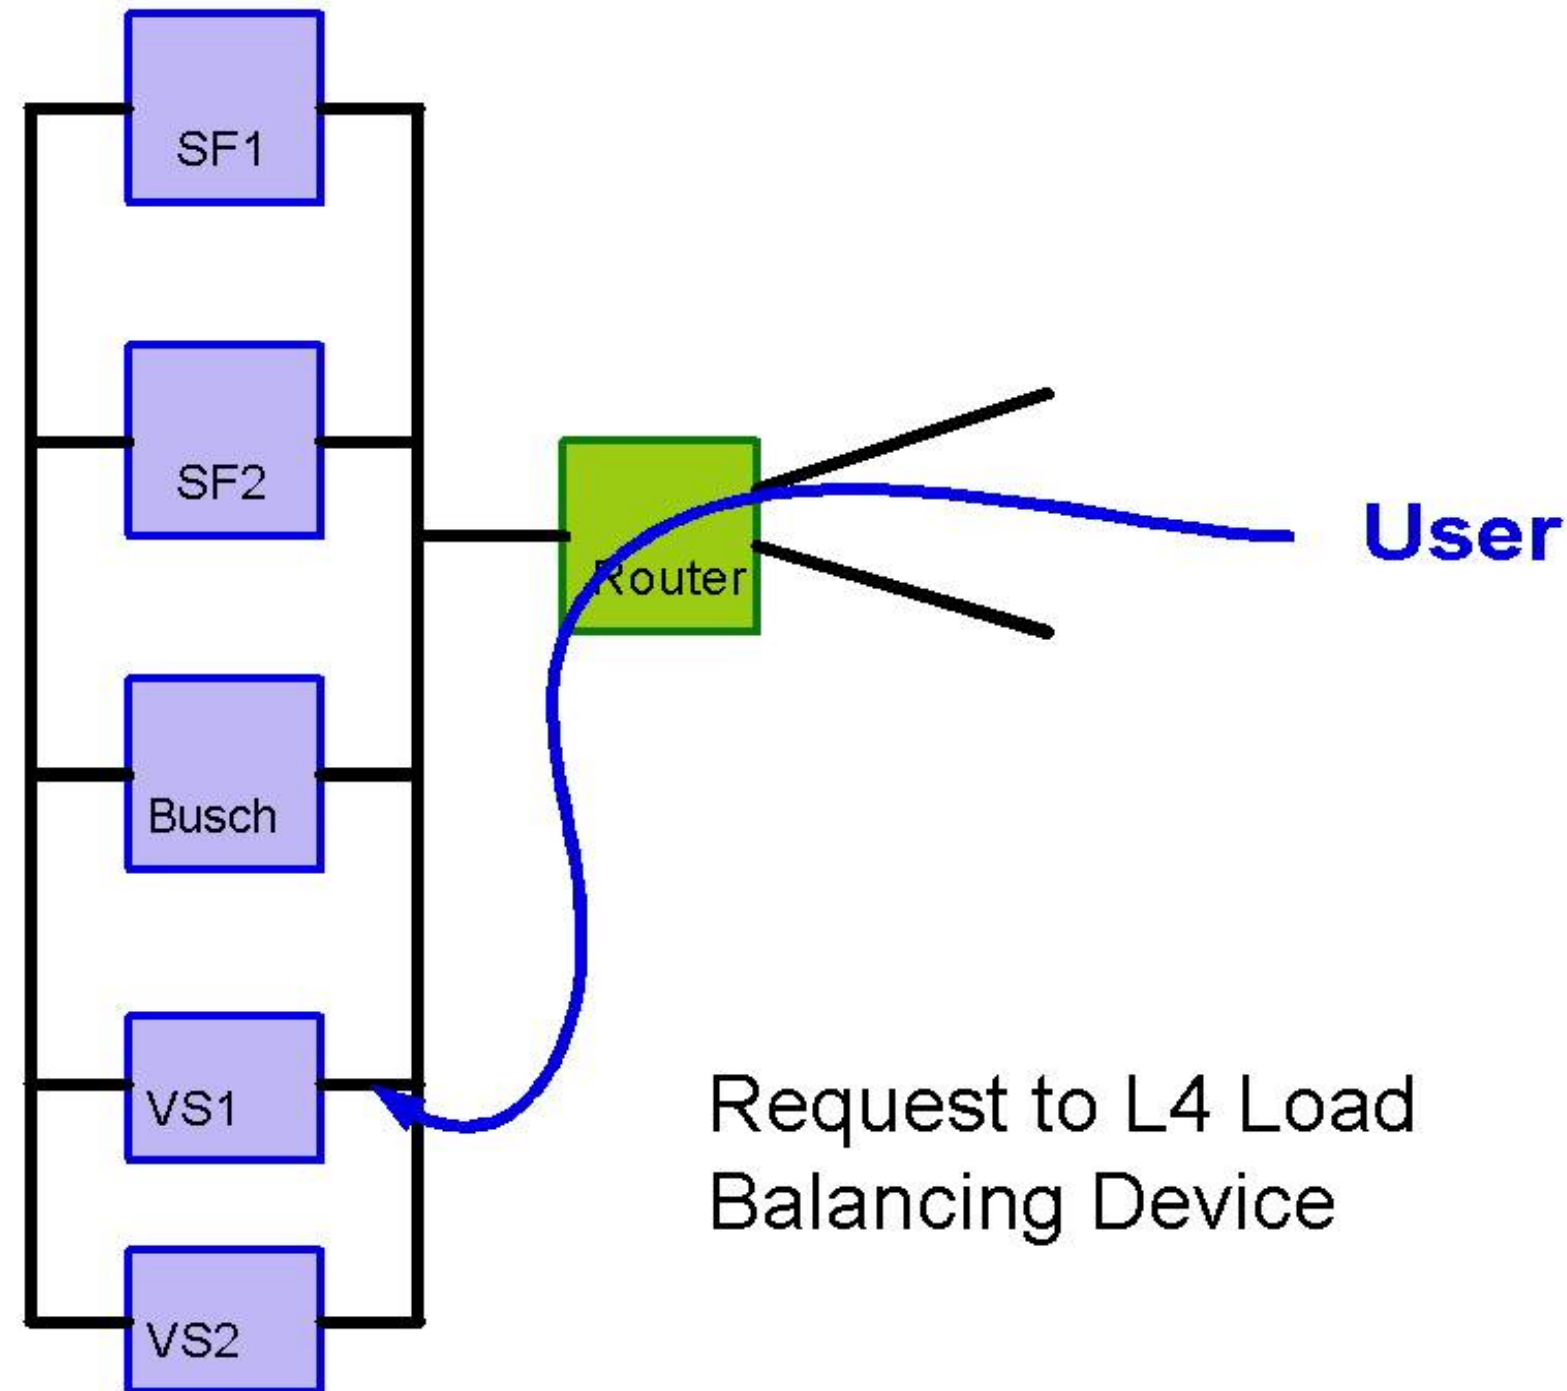 SF1
SF2
User
Router
Busch
VS1
Request to L4 Load
Balancing Device
VS2